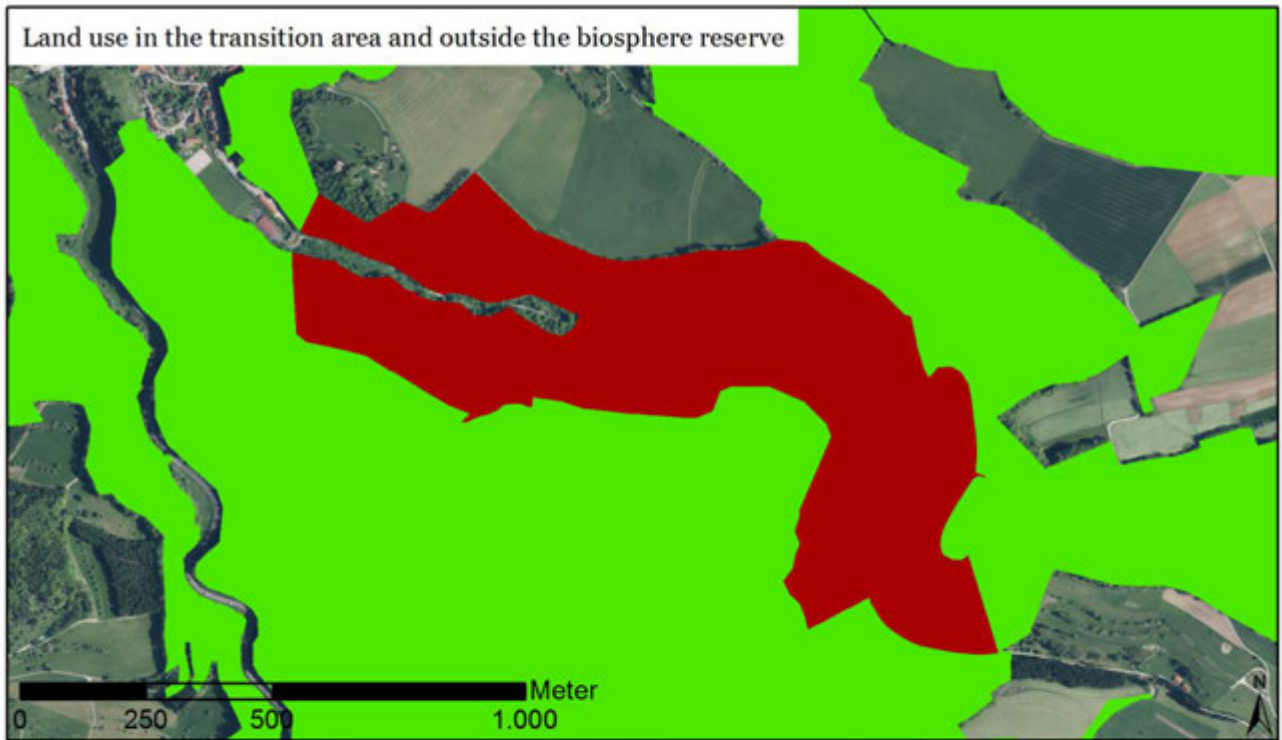 Land use in the transition area and outside the biosphere reserve
Meter
0 250 500 1.000
N